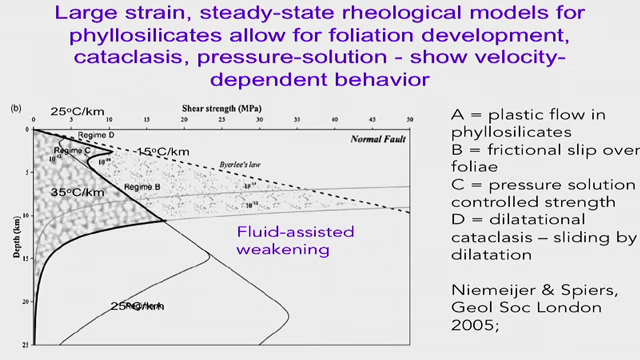 Large strain, steady-state rheological models for
phyllosilicates allow for foliation development,
cataclasis, pressure-solution - show velocity-
dependent behavior
(b)
25°C/km
Shear strength (MPa)
0 10 20 30 40 50
Regime D
Normal Fault
Regime C
15°C/km
Byerlee's law
35°C/km
Regime B
Fluid-assisted
weakening
25°C/km
Depth (km)
0
5
10
15
20
25
A = plastic flow in
phyllosilicates
B = frictional slip over
foliae
C = pressure solution
controlled strength
D = dilatational
cataclasis – sliding by
dilatation
Niemeijer & Spiers,
Geol Soc London
2005;